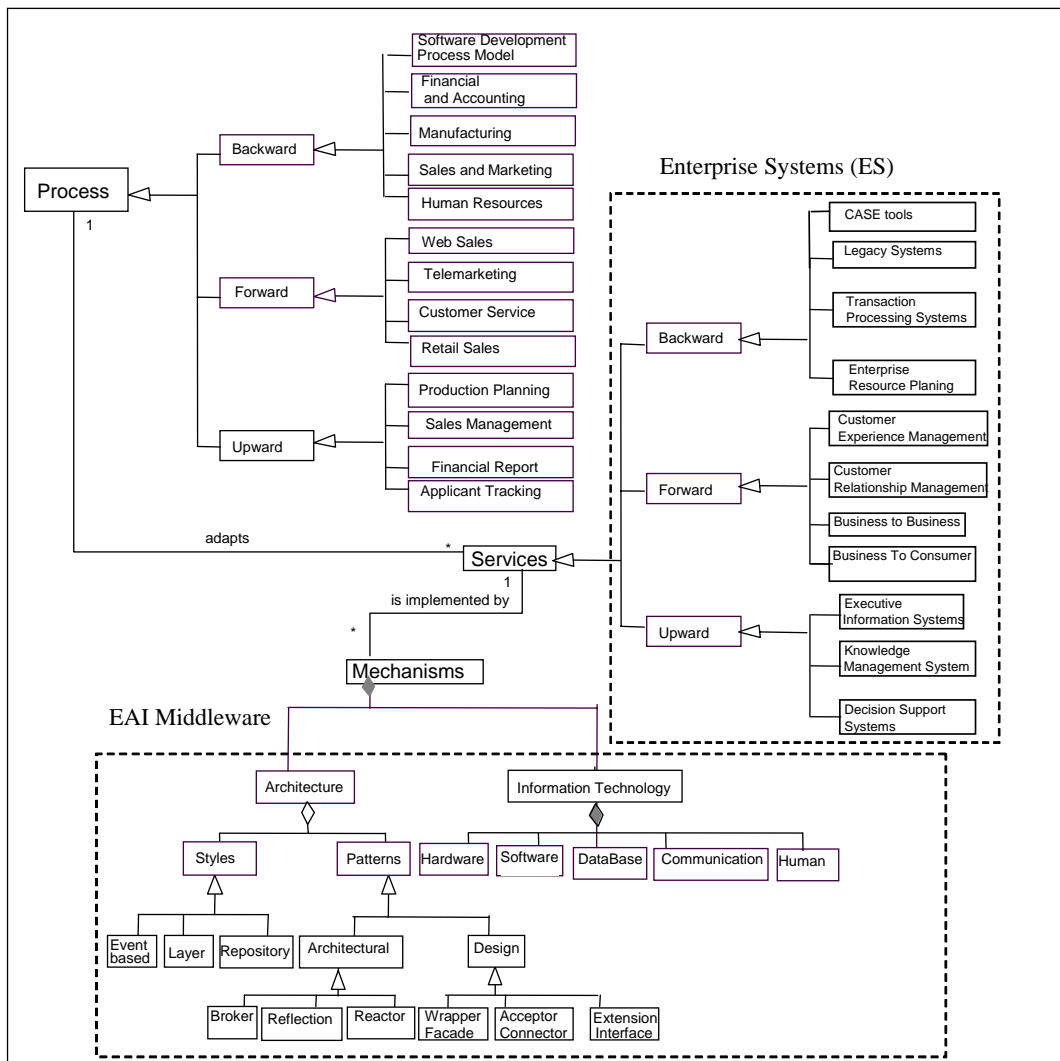 Software Development
Process Model
Financial
and Accounting
Manufacturing
Sales and Marketing
Human Resources
Backward
Process
1
Web Sales
Telemarketing
Customer Service
Retail Sales
Forward
Production Planning
Sales Management
Financial Report
Applicant Tracking
Upward
adapts
*
Services
1
is implemented by
*
Mechanisms
Enterprise Systems (ES)
CASE tools
Legacy Systems
Transaction
Processing Systems
Enterprise
Resource Planing
Backward
Customer
Experience Management
Customer
Relationship Management
Business to Business
Business To Consumer
Forward
Executive
Information Systems
Knowledge
Management System
Decision Support
Systems
Upward
EAI Middleware
Architecture
Information Technology
Styles
Patterns
Hardware
Software
DataBase
Communication
Human
Event
based
Layer
Repository
Architectural
Design
Broker
Reflection
Reactor
Wrapper
Facade
Acceptor
Connector
Extension
Interface